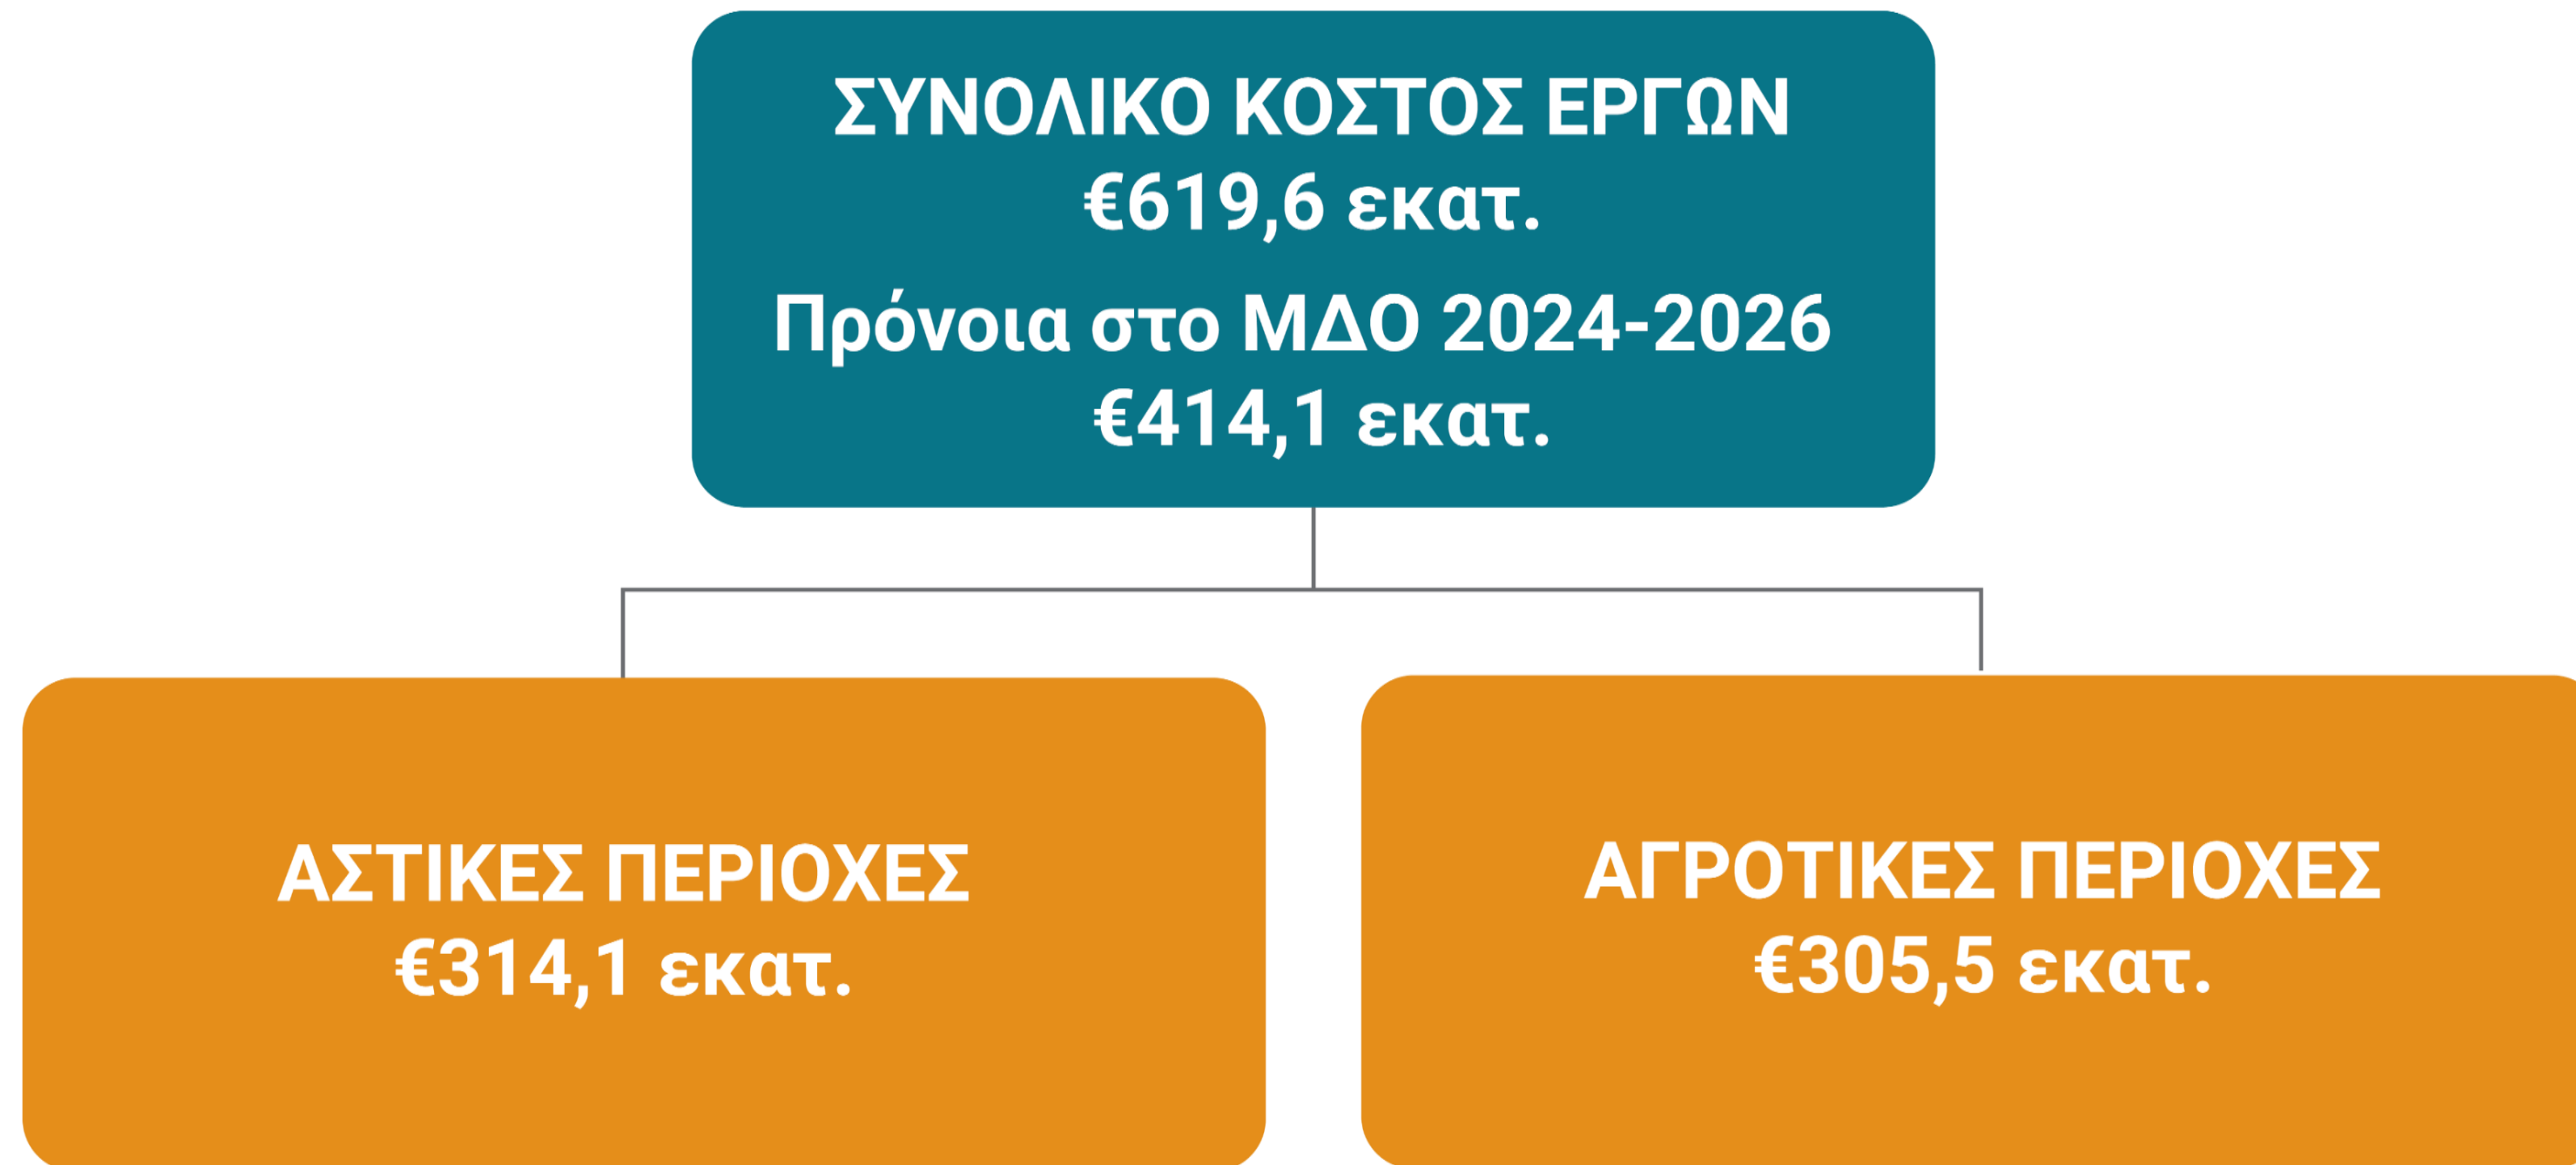 ΣΥΝΟΛΙΚΟ ΚΟΣΤΟΣ ΕΡΓΩΝ
€619,6 εκατ.
Πρόνοια στο ΜΔΟ 2024-2026
€414,1 εκατ.
ΑΣΤΙΚΕΣ ΠΕΡΙΟΧΕΣ
€314,1 εκατ.
ΑΓΡΟΤΙΚΕΣ ΠΕΡΙΟΧΕΣ
€305,5 εκατ.